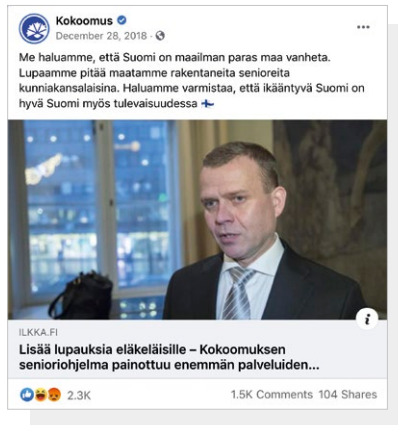 Kokoomus
December 28, 2018
Me haluamme, että Suomi on maailman paras maa vanheta.
Lupaamme pitää maatamme rakentaneita senioreita
kunniakansalaisina. Haluamme varmistaa, että ikääntyvä Suomi on
hyvä Suomi myös tulevaisuudessa 🇫🇮
ILKKA.FI
Lisää lupauksia eläkeläisille – Kokoomuksen
senioriohjelma painottuu enemmän palveluiden...
2.3K 1.5K Comments 104 Shares